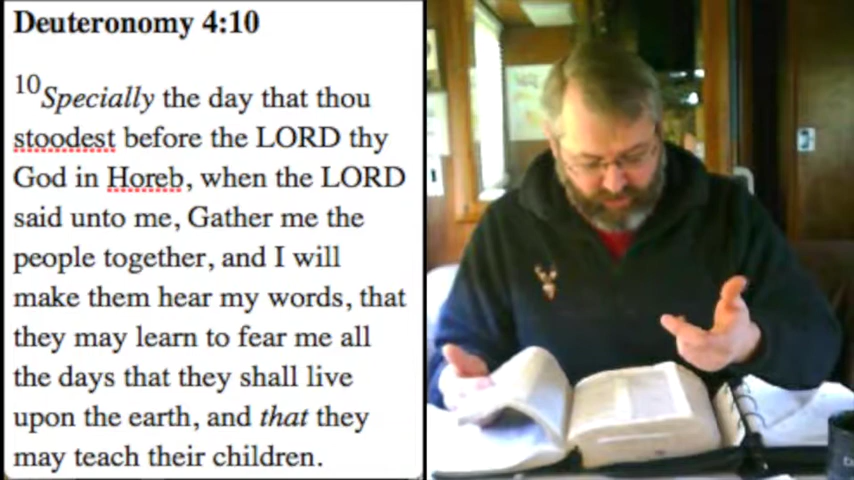 Deuteronomy 4:10
10 Specially the day that thou
stoodest before the LORD thy
God in Horeb, when the LORD
said unto me, Gather me the
people together, and I will
make them hear my words, that
they may learn to fear me all
the days that they shall live
upon the earth, and that they
may teach their children.